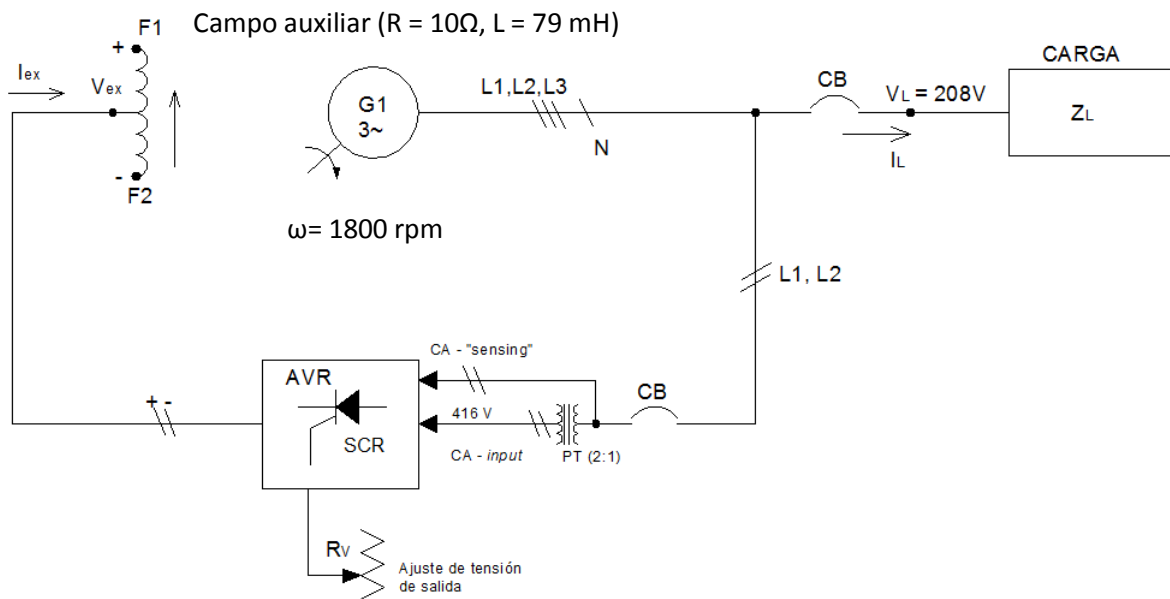 Campo auxiliar (R = 10Ω, L = 79 mH)
F1
+
Iex
Vex
-
F2
G1
3~
ω= 1800 rpm
L1,L2,L3
N
CB
VL = 208V
IL
CARGA
ZL
L1, L2
CA - "sensing"
AVR
SCR
416 V
CA - input
PT (2:1)
CB
+ -
RV
Ajuste de tensión
de salida